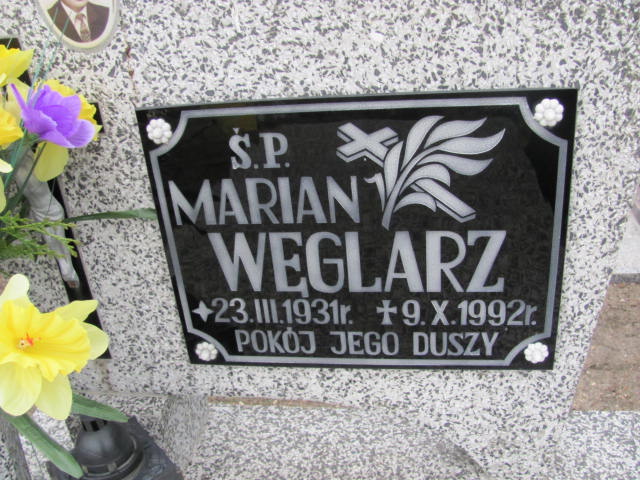 Ś.P.
MARIAN
WĘGLARZ
23.III.1931r. 9.X.1992r.
POKÓJ JEGO DUSZY